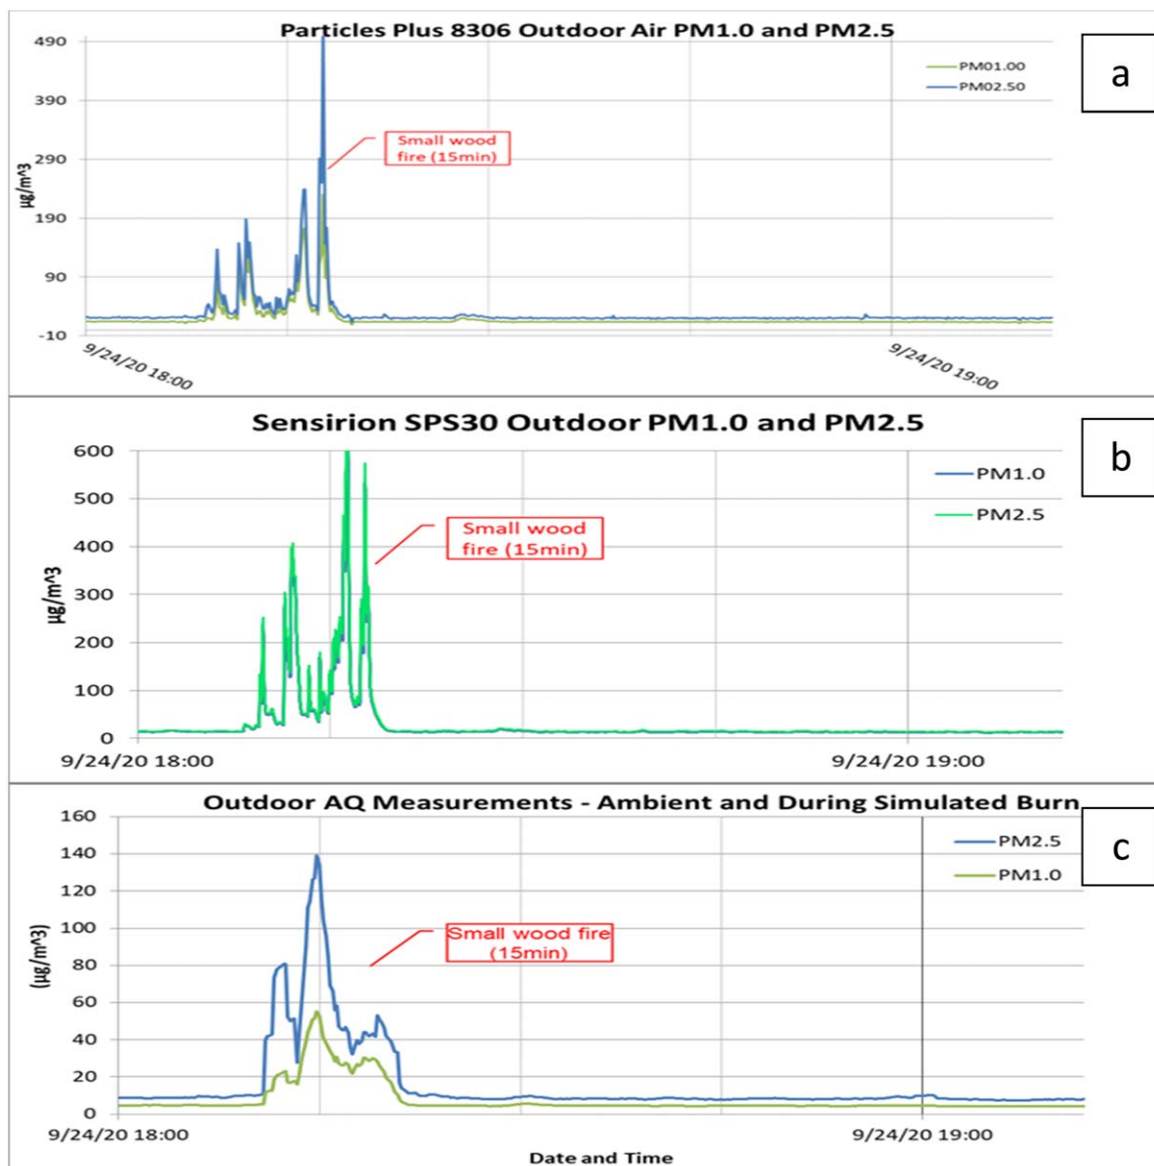 Particles Plus 8306 Outdoor Air PM1.0 and PM2.5
a
490
390
290
190
90
-10
µg/m^3
PM01.00
PM02.50
Small wood
fire (15min)
9/24/20 18:00
9/24/20 19:00
Sensirion SPS30 Outdoor PM1.0 and PM2.5
b
600
500
400
300
200
100
0
µg/m^3
PM1.0
PM2.5
Small wood
fire (15min)
9/24/20 18:00
9/24/20 19:00
Outdoor AQ Measurements - Ambient and During Simulated Burn
c
160
140
120
100
80
60
40
20
0
(µg/m^3)
PM2.5
PM1.0
Small wood fire
(15min)
9/24/20 18:00
9/24/20 19:00
Date and Time